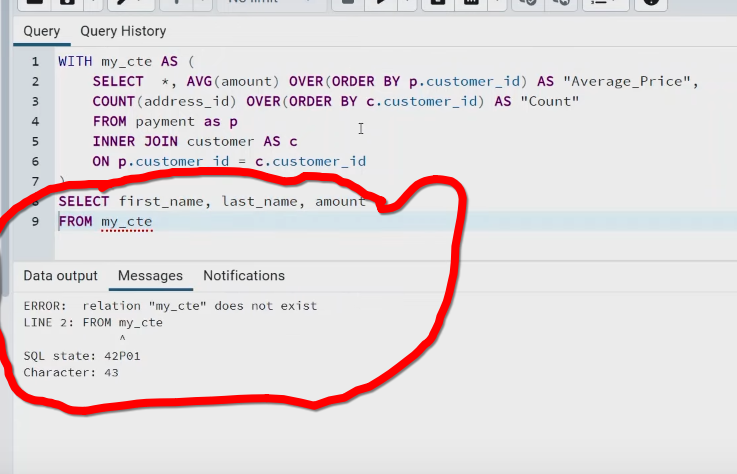 No limit
Query Query History
1 WITH my_cte AS (
2 SELECT *, AVG(amount) OVER(ORDER BY p.customer_id) AS "Average_Price",
3 COUNT(address_id) OVER(ORDER BY c.customer_id) AS "Count"
4 FROM payment as p
5 INNER JOIN customer AS c
6 ON p.customer_id = c.customer_id
7 )
8 SELECT first_name, last_name, amount
9 FROM my_cte
Data output Messages Notifications
ERROR: relation "my_cte" does not exist
LINE 2: FROM my_cte
^
SQL state: 42P01
Character: 43